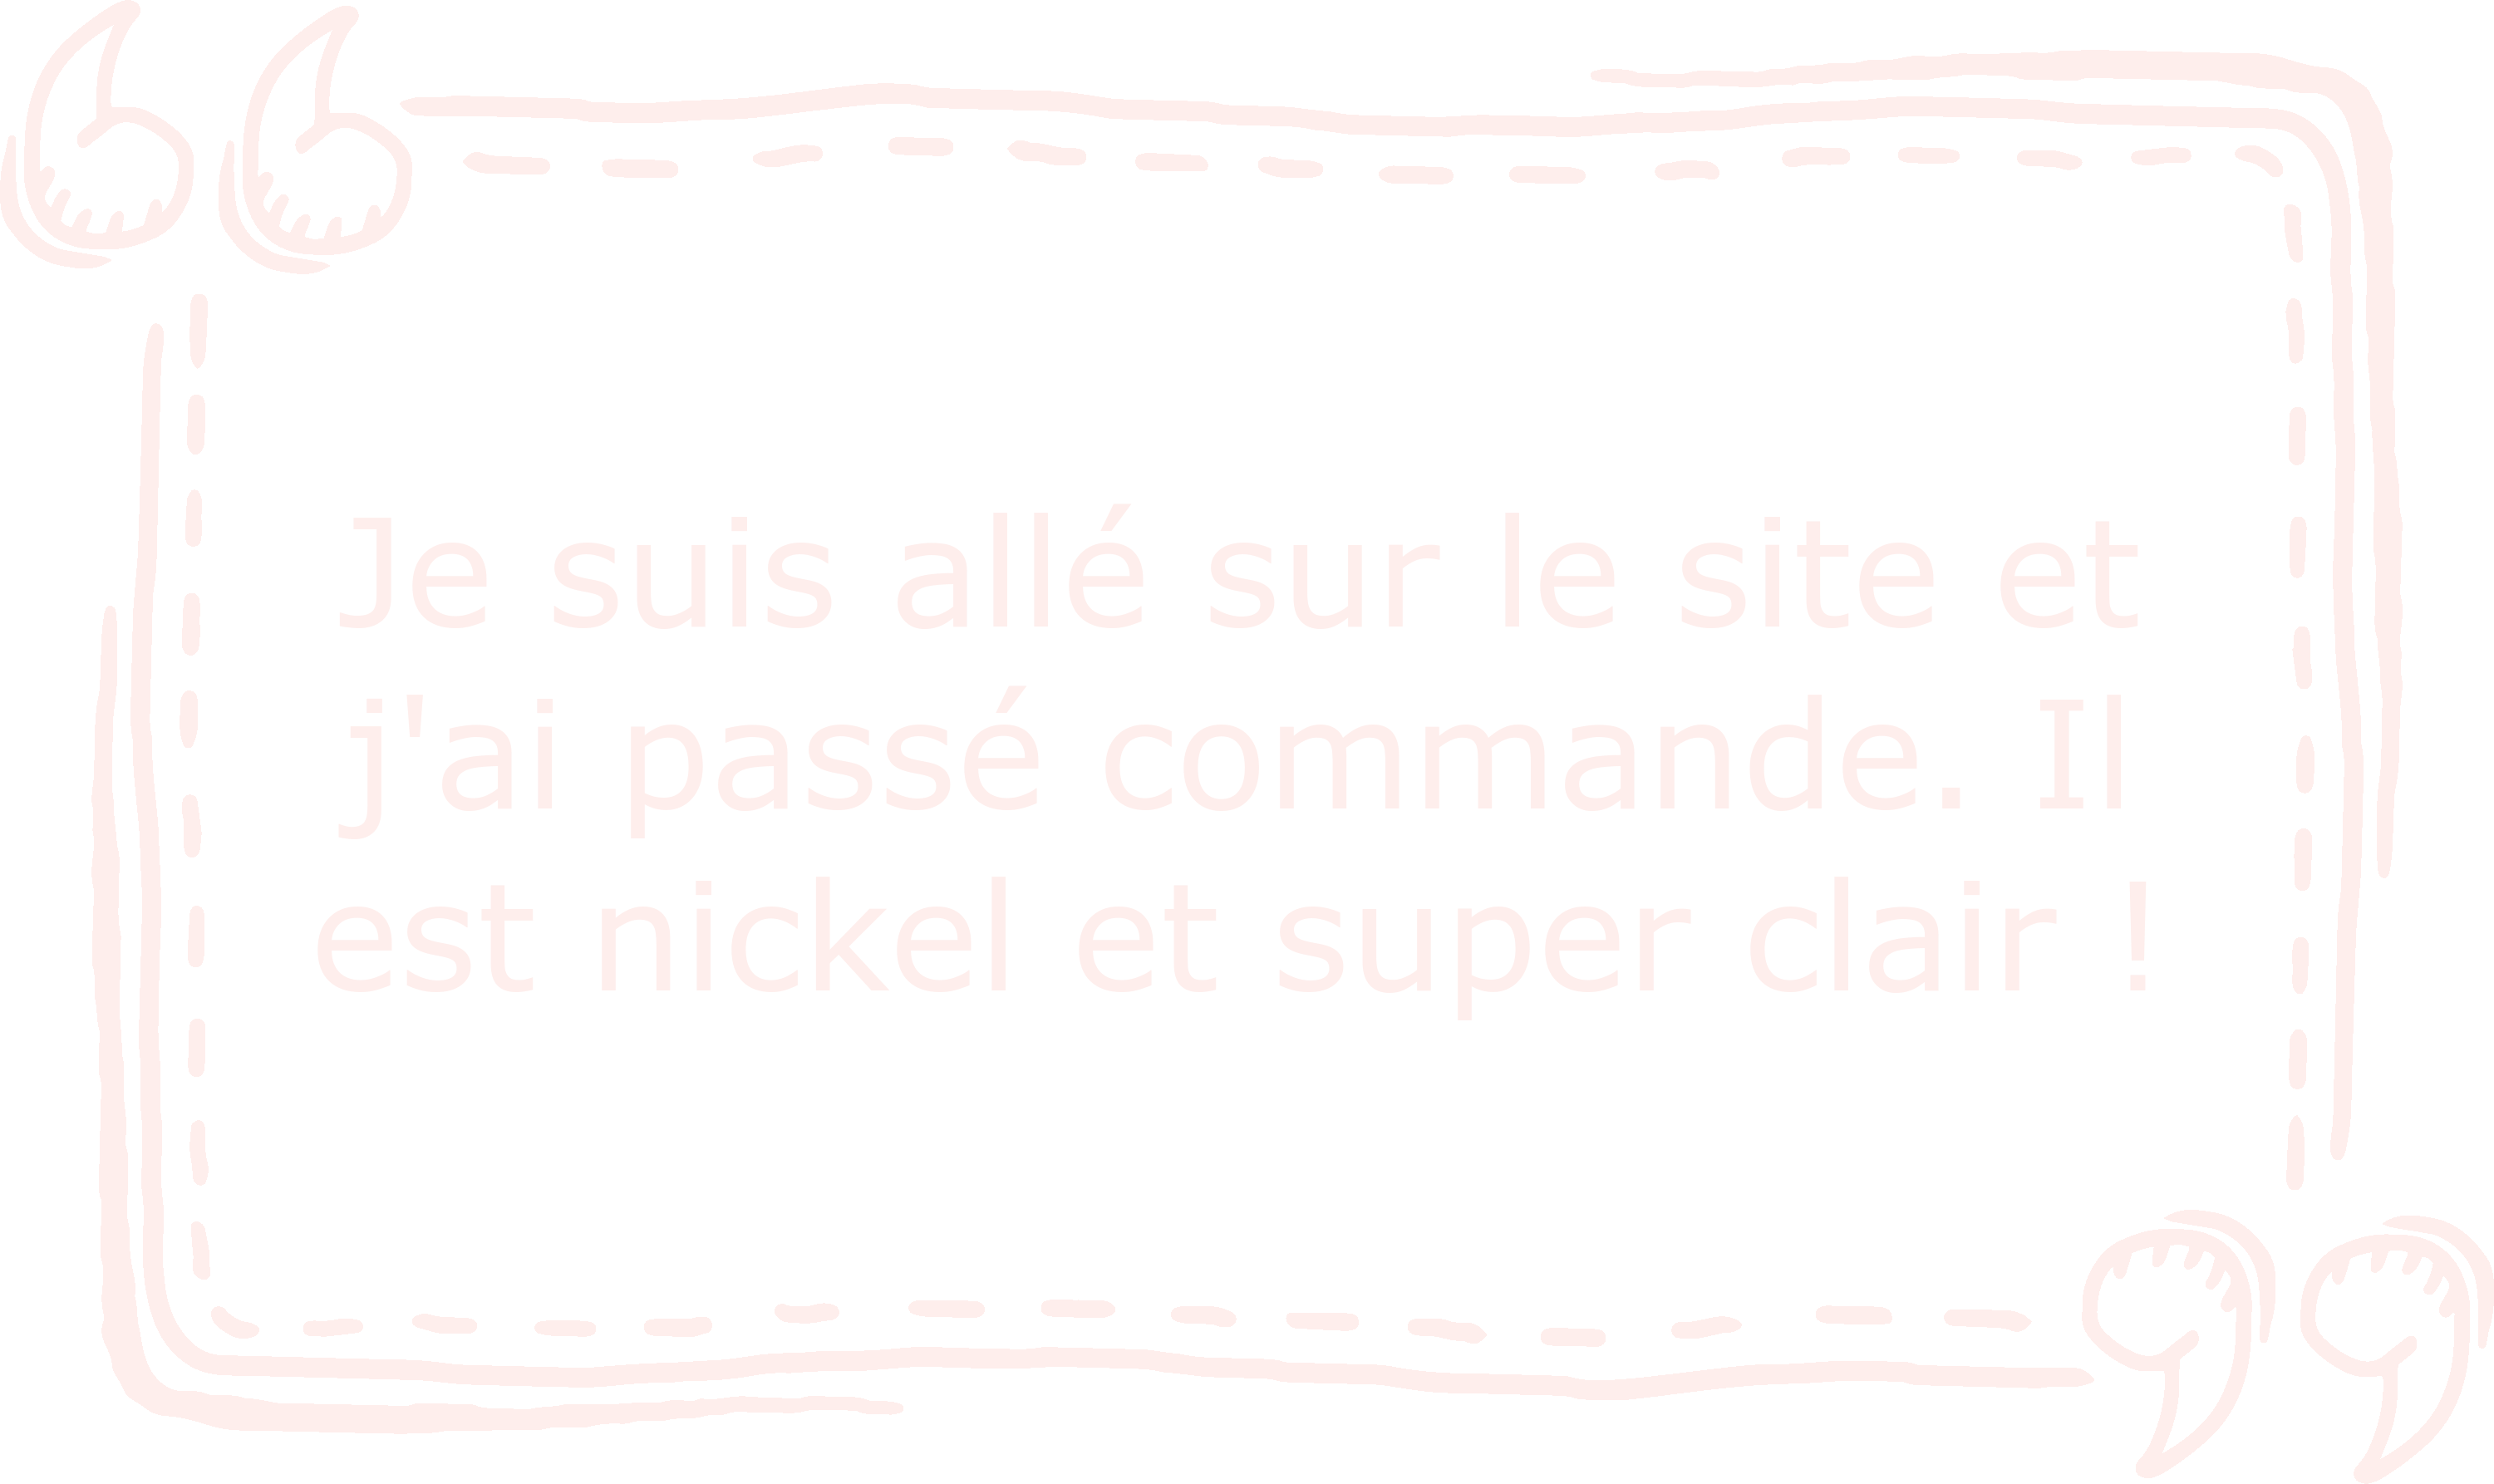 Je suis allé sur le site et
j'ai passé commande. Il
est nickel et super clair !